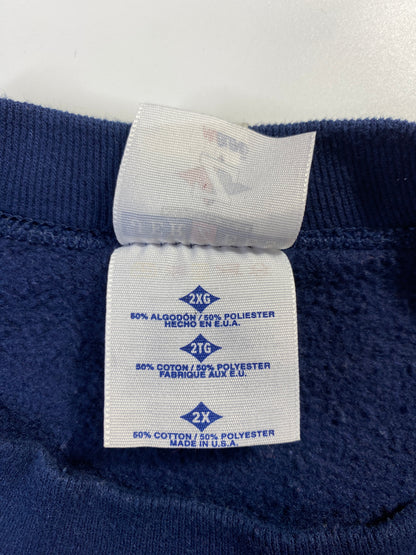 2XG
50% ALGODÓN / 50% POLIESTER
HECHO EN E.U.A.
2TG
50% COTON / 50% POLYESTER
FABRIQUE AUX E.U.
2X
50% COTTON / 50% POLYESTER
MADE IN U.S.A.